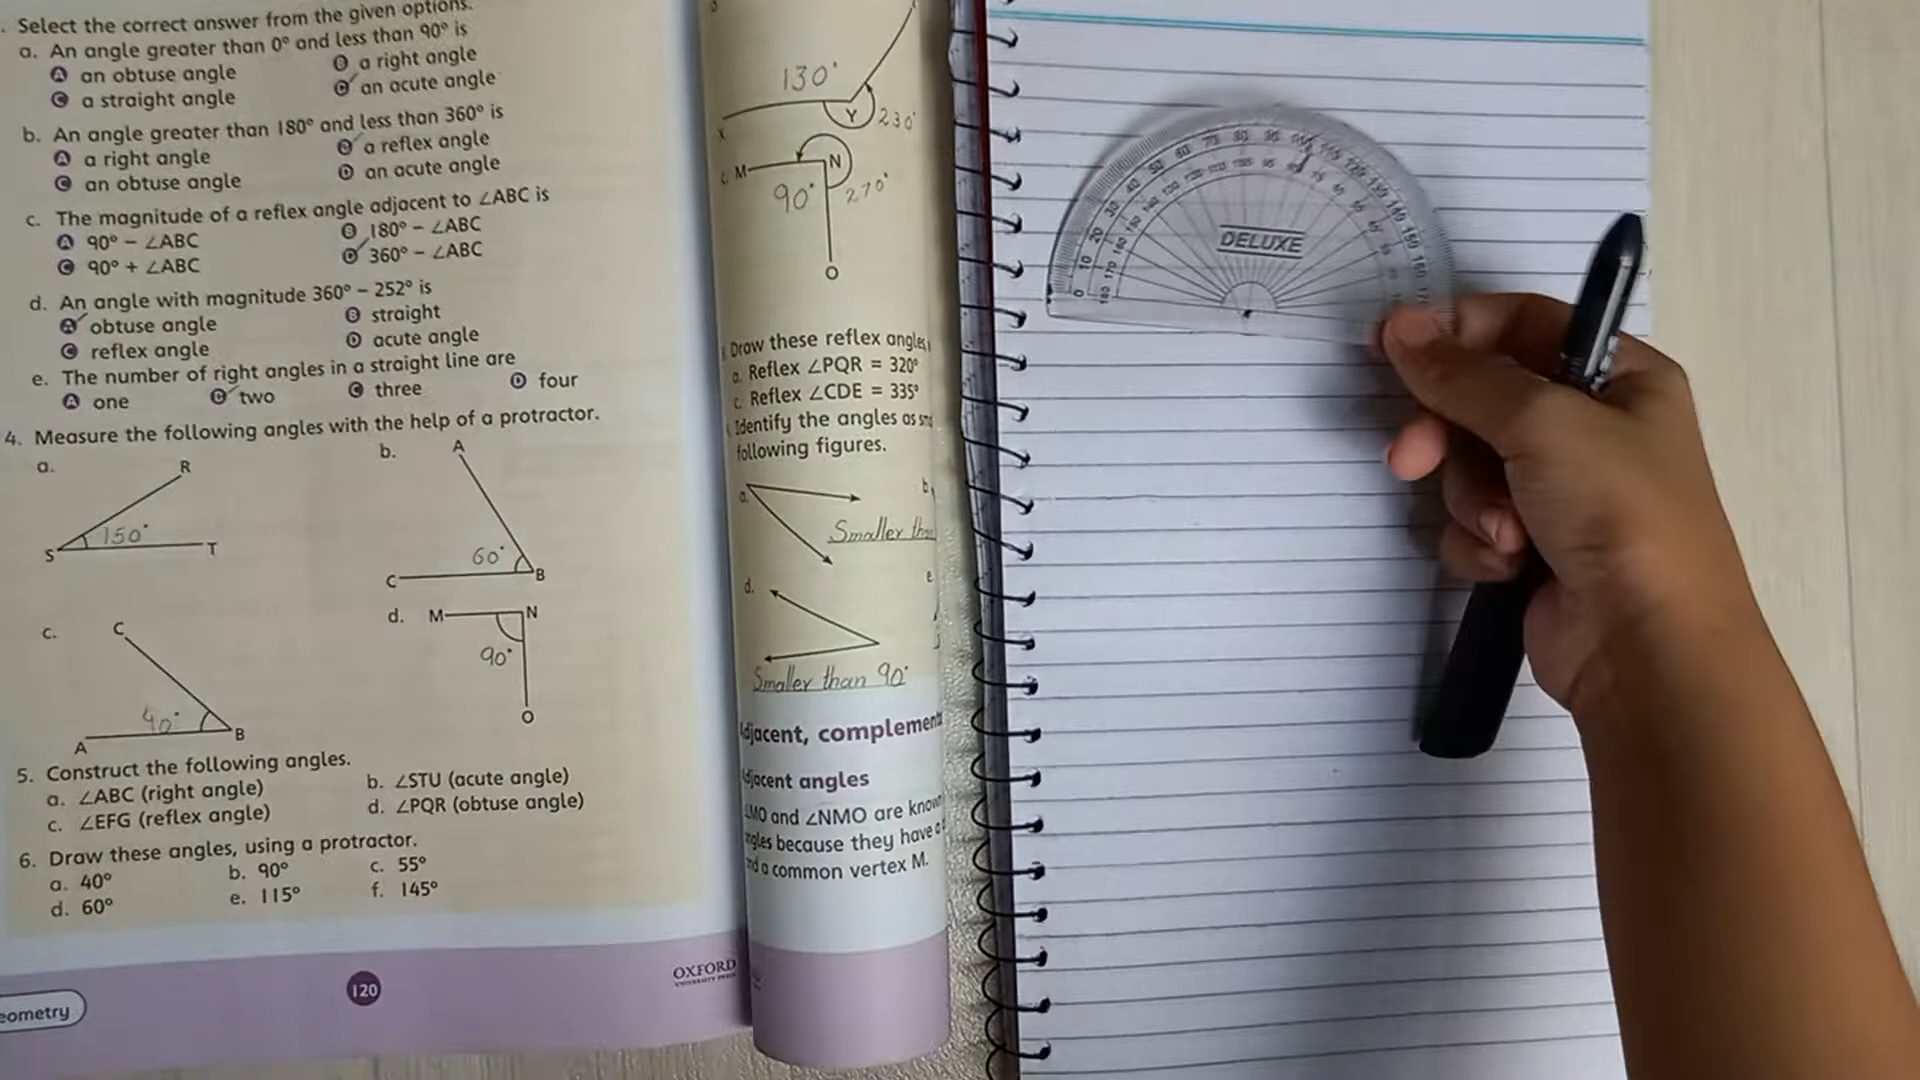 Select the correct answer from the given options.
a. An angle greater than 0° and less than 90° is
A an obtuse angle
B a right angle
C a straight angle
D an acute angle
b. An angle greater than 180° and less than 360° is
A a right angle
B a reflex angle
C an obtuse angle
D an acute angle
c. The magnitude of a reflex angle adjacent to ∠ABC is
A 90° – ∠ABC
B 180° – ∠ABC
C 90° + ∠ABC
D 360° – ∠ABC
d. An angle with magnitude 360° – 252° is
A obtuse angle
B straight
C reflex angle
D acute angle
e. The number of right angles in a straight line are
A one
two
C three
D four
4. Measure the following angles with the help of a protractor.
a.
R
150°
S
T
b.
A
60°
C
B
c.
C
40°
A
B
d.
M
N
90°
O
5. Construct the following angles.
a. ∠ABC (right angle)
b. ∠STU (acute angle)
c. ∠EFG (reflex angle)
d. ∠PQR (obtuse angle)
6. Draw these angles, using a protractor.
a. 40°
b. 90°
c. 55°
d. 60°
e. 115°
f. 145°
120
OXFORD
UNIVERSITY PRESS
130°
X
Y
230°
M
N
90°
270°
O
Draw these reflex angles
a. Reflex ∠PQR = 320°
c. Reflex ∠CDE = 335°
Identify the angles as
following figures.
a.
b
Smaller
d.
e
Smaller than 90°
Adjacent,
Adjacent angles
and ∠NMO are
because they have
a common vertex M.
DELUXE